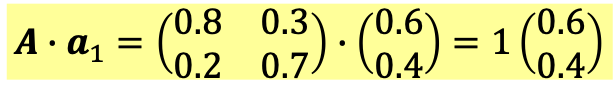 𝑨 ∙ 𝒂₁ = (0.8 0.3
0.2 0.7) ∙ (0.6
0.4) = 1 (0.6
0.4)